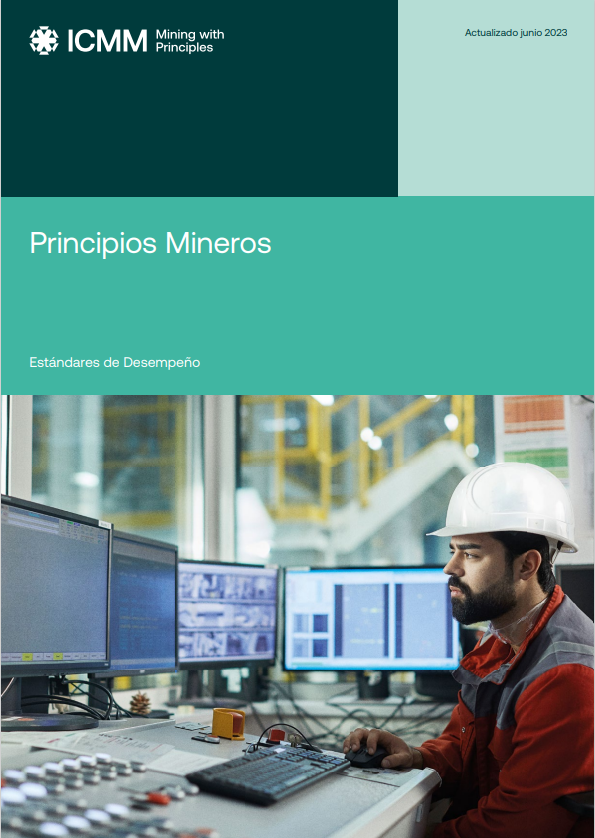 ICMM
Mining with
Principles
Actualizado junio 2023
Principios Mineros
Estándares de Desempeño